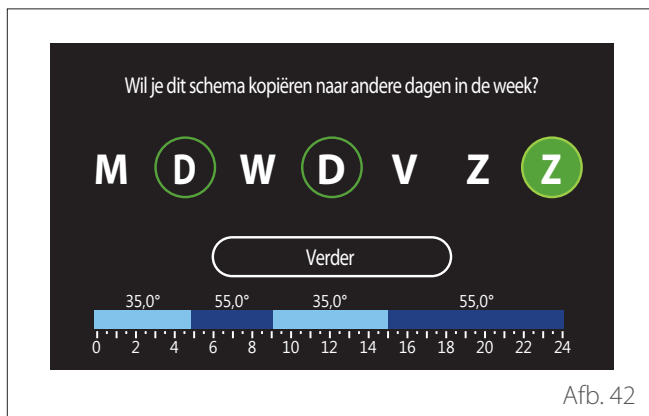 Wil je dit schema kopiëren naar andere dagen in de week?
M D W D V Z Z
Verder
35,0° 55,0° 35,0° 55,0°
0 2 4 6 8 10 12 14 16 18 20 22 24
Afb. 42